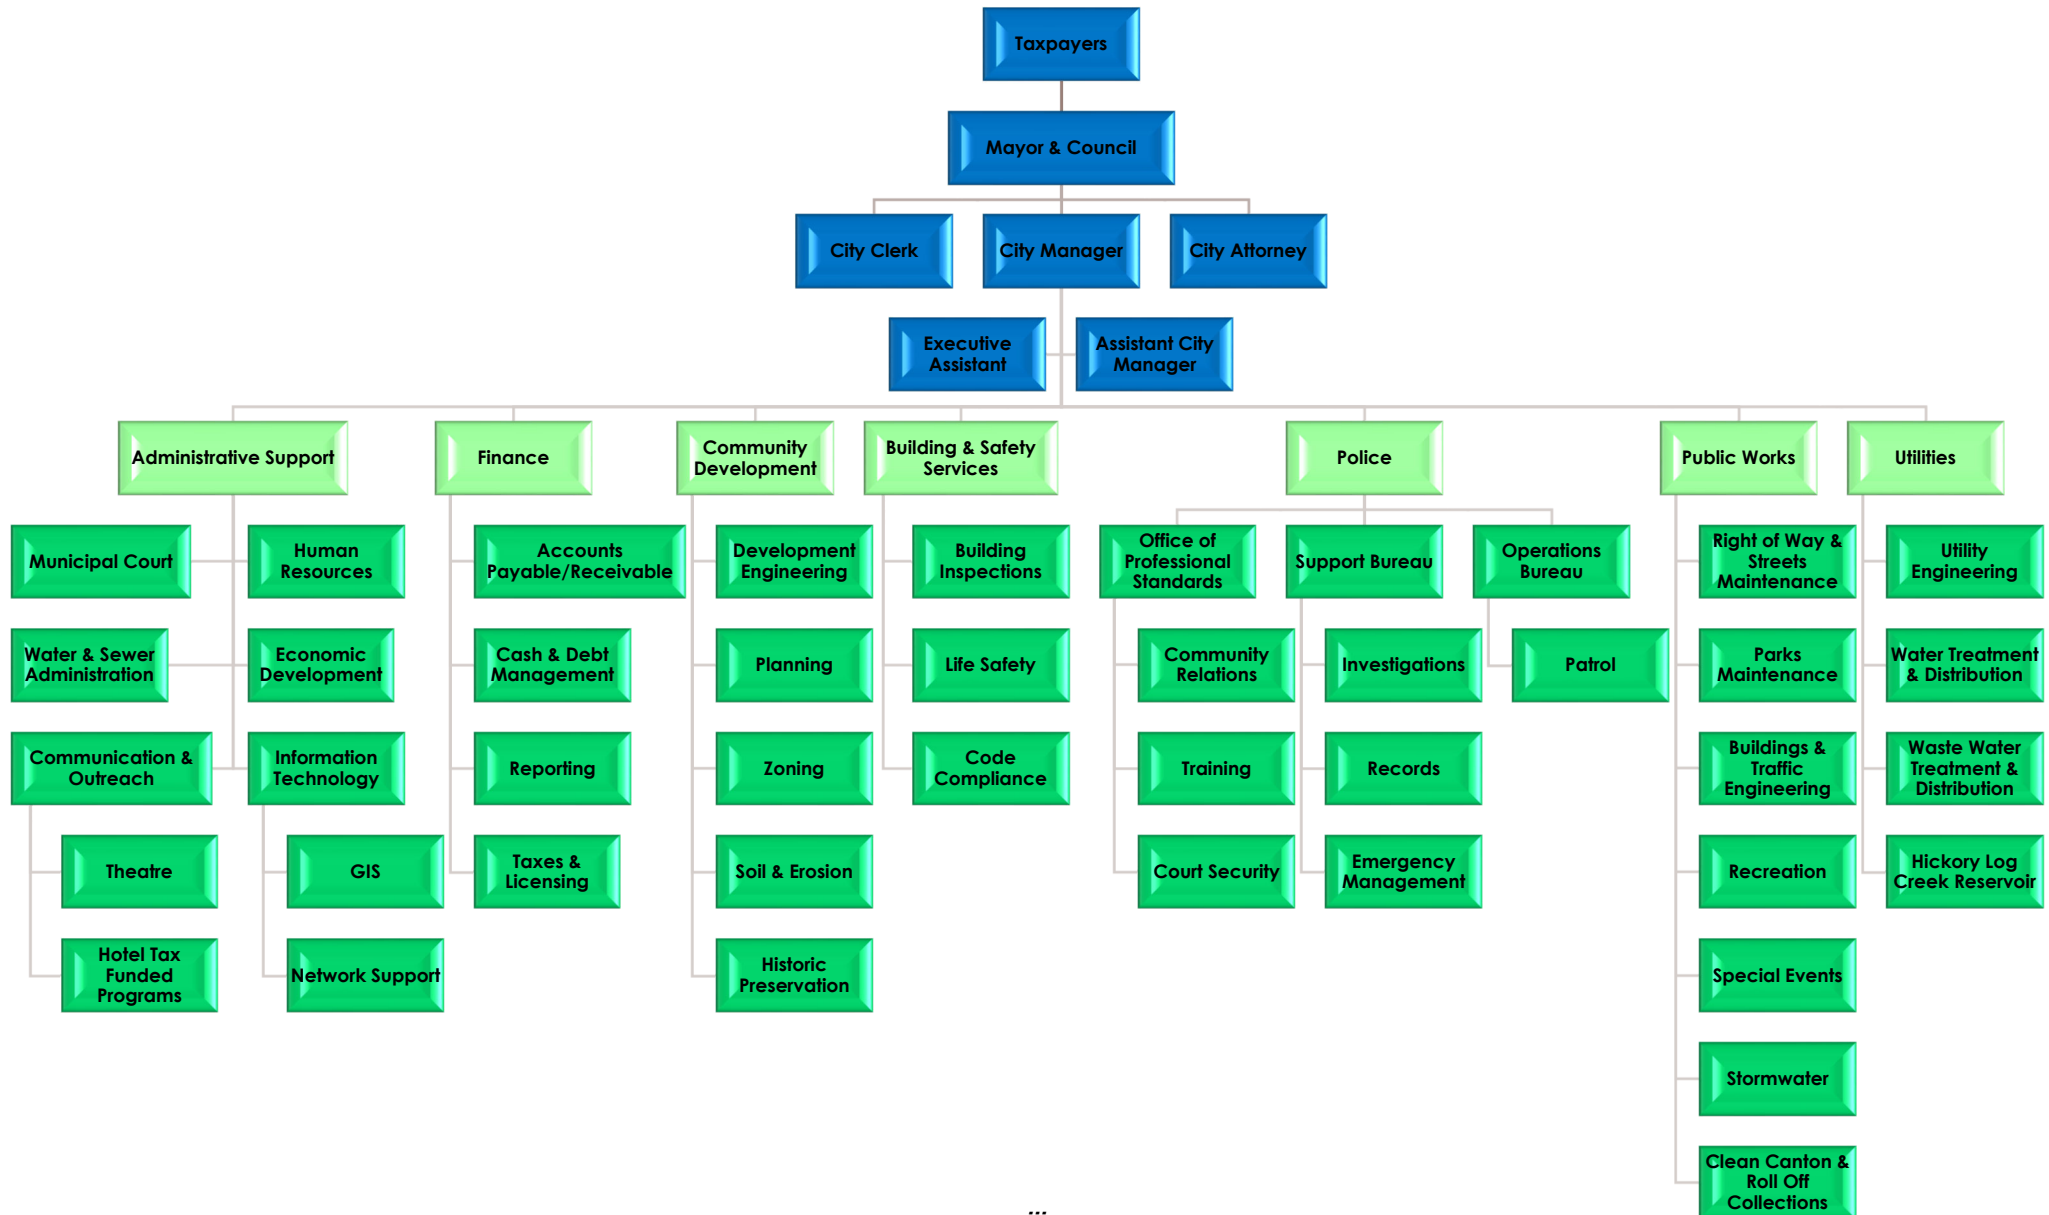 Taxpayers
Mayor & Council
City Clerk
City Manager
City Attorney
Executive
Assistant
Assistant City
Manager
Administrative Support
Finance
Community
Development
Building & Safety
Services
Police
Public Works
Utilities
Municipal Court
Human
Resources
Water & Sewer
Administration
Economic
Development
Communication &
Outreach
Information
Technology
Theatre
Hotel Tax
Funded
Programs
GIS
Network Support
Accounts
Payable/Receivable
Cash & Debt
Management
Reporting
Taxes &
Licensing
Development
Engineering
Planning
Zoning
Soil & Erosion
Historic
Preservation
Building
Inspections
Life Safety
Code
Compliance
Office of
Professional
Standards
Community
Relations
Training
Court Security
Support Bureau
Investigations
Records
Emergency
Management
Operations
Bureau
Patrol
Right of Way &
Streets
Maintenance
Parks
Maintenance
Buildings &
Traffic
Engineering
Recreation
Special Events
Stormwater
Clean Canton &
Roll Off
Collections
Utility
Engineering
Water Treatment
& Distribution
Waste Water
Treatment &
Distribution
Hickory Log
Creek Reservoir
...